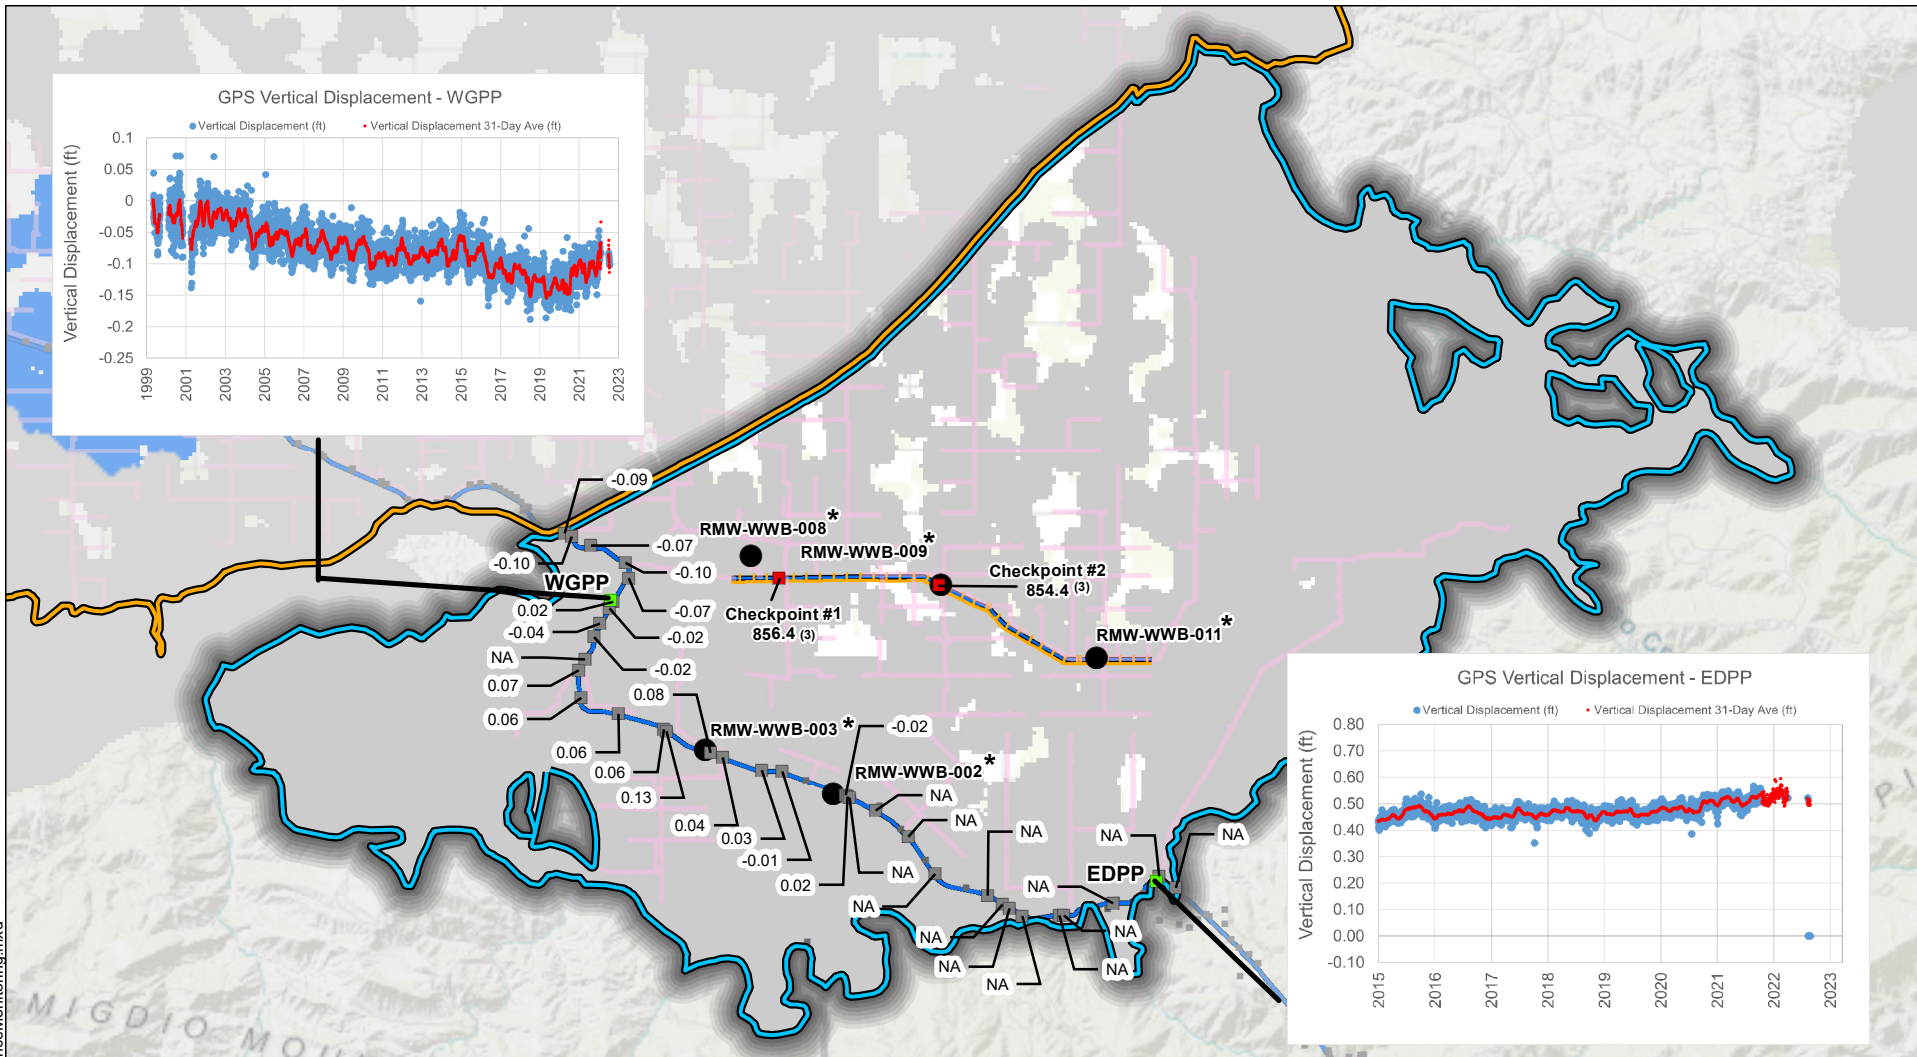 GPS Vertical Displacement - WGPP
Vertical Displacement (ft)
Vertical Displacement 31-Day Ave (ft)
Vertical Displacement (ft)
0.1
0.05
0
-0.05
-0.1
-0.15
-0.2
-0.25
1999
2001
2003
2005
2007
2009
2011
2013
2015
2017
2019
2021
2023
-0.09
-0.07
-0.10
-0.10
WGPP
0.02
-0.07
-0.04
-0.02
NA
-0.02
0.07
0.08
0.06
0.06
0.06
0.13
0.04
0.03
-0.01
0.02
-0.02
RMW-WWB-008*
RMW-WWB-009*
Checkpoint #1
856.4 (3)
Checkpoint #2
854.4 (3)
RMW-WWB-011*
RMW-WWB-003*
RMW-WWB-002*
NA
NA
NA
NA
NA
NA
NA
NA
NA
NA
NA
NA
NA
EDPP
GPS Vertical Displacement - EDPP
Vertical Displacement (ft)
Vertical Displacement 31-Day Ave (ft)
Vertical Displacement (ft)
0.80
0.70
0.60
0.50
0.40
0.30
0.20
0.10
0.00
-0.10
2015
2016
2017
2018
2019
2020
2021
2022
2023
MIGDIO MOU